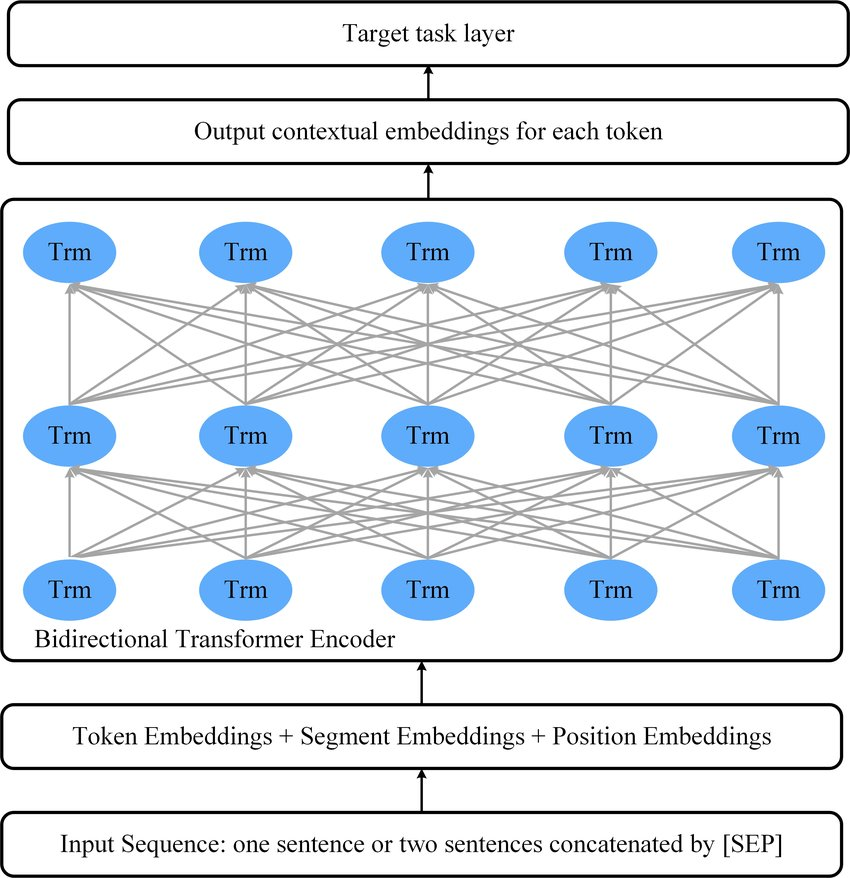 Target task layer
Output contextual embeddings for each token
Trm Trm Trm Trm Trm
Trm Trm Trm Trm Trm
Trm Trm Trm Trm Trm
Bidirectional Transformer Encoder
Token Embeddings + Segment Embeddings + Position Embeddings
Input Sequence: one sentence or two sentences concatenated by [SEP]